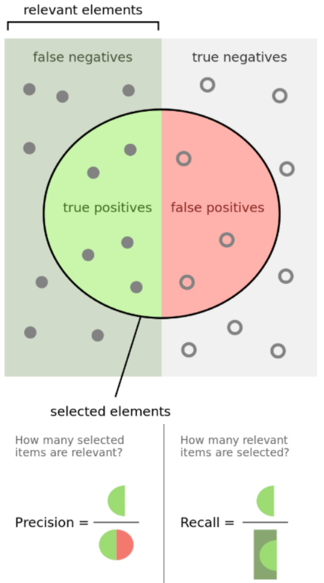 relevant elements
false negatives
true negatives
true positives
false positives
selected elements
How many selected
items are relevant?
How many relevant
items are selected?
Precision =
Recall =